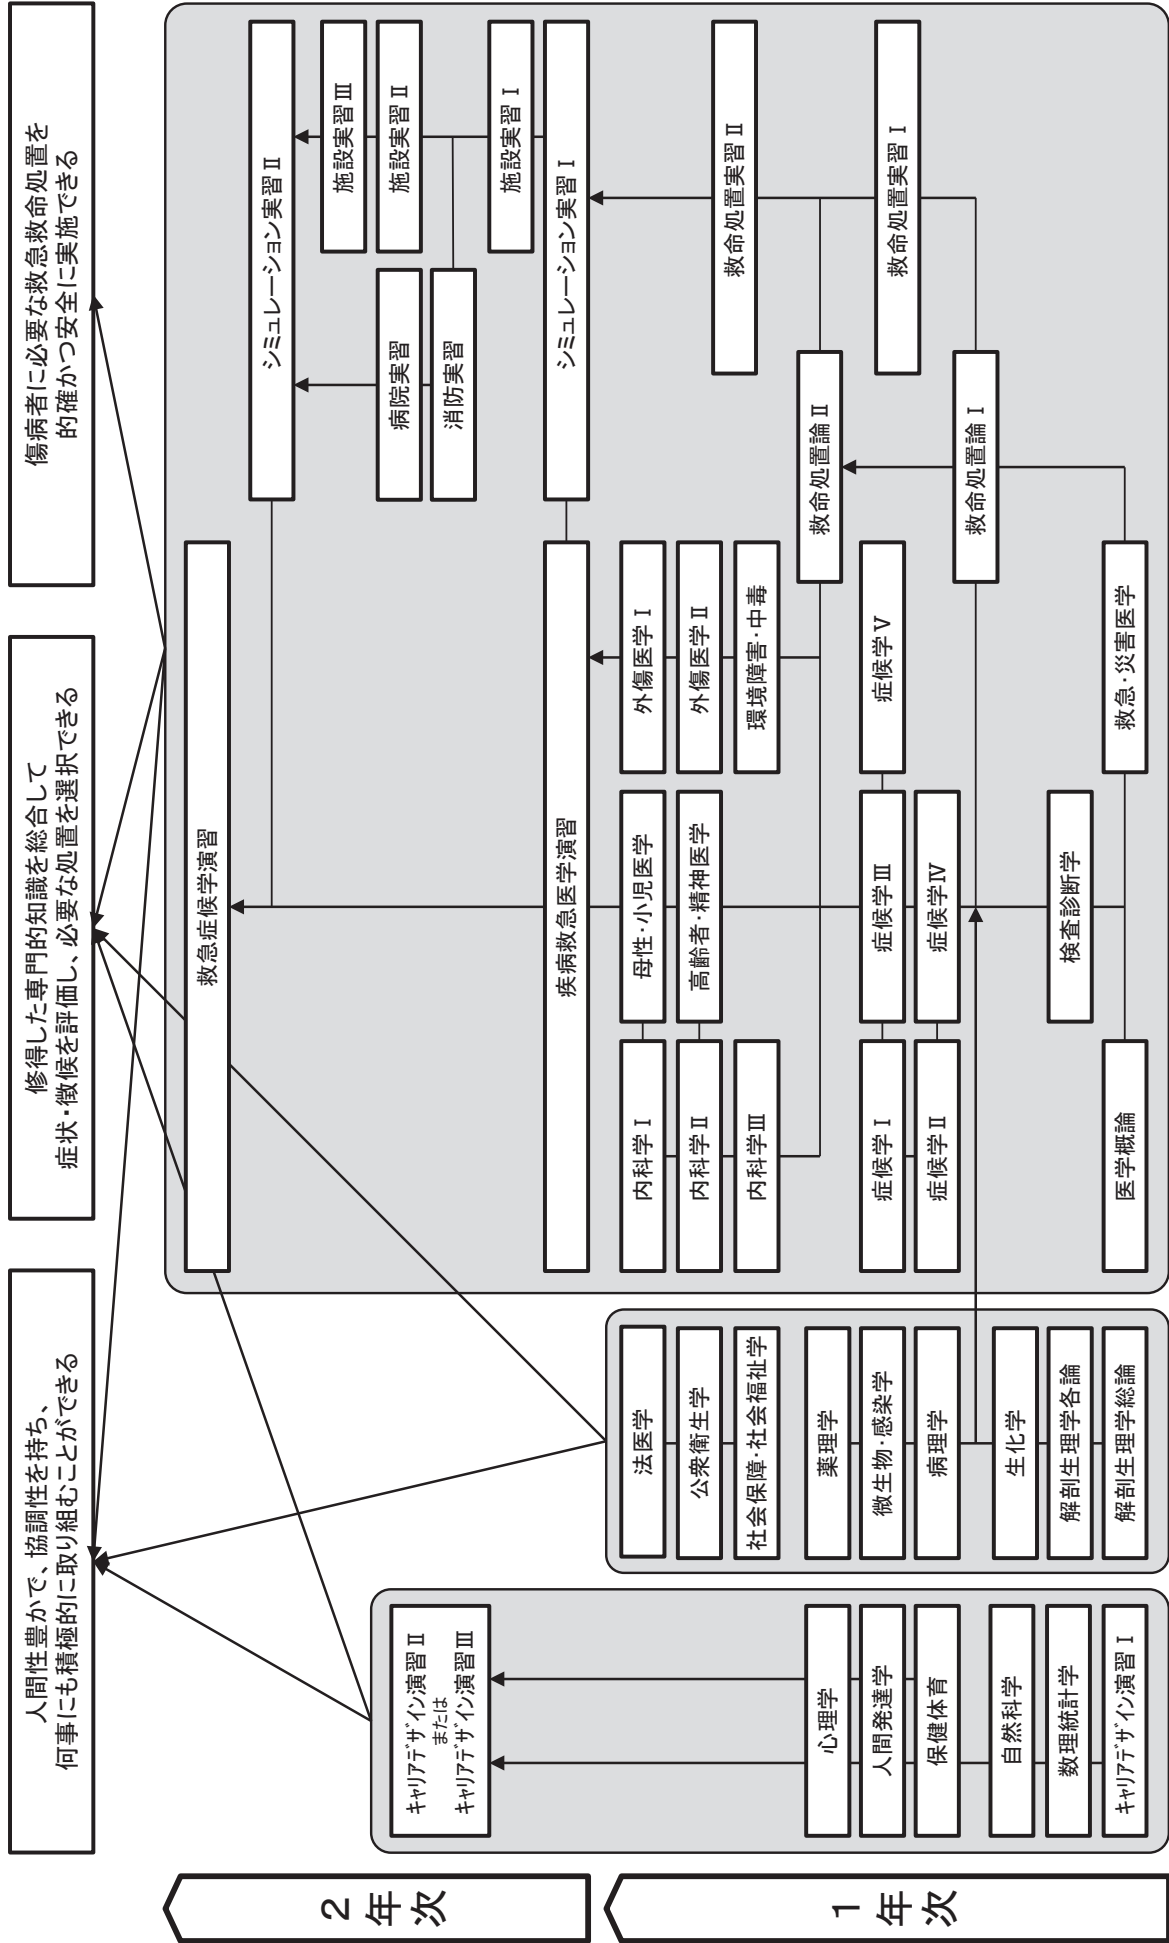 人間性豊かで、協調性を持ち、
何事にも積極的に取り組むことができる
修得した専門的知識を総合して
症状・徴候を評価し、必要な処置を選択できる
傷病者に必要な救急救命処置を
的確かつ安全に実施できる
2年次
1年次
キャリアデザイン演習Ⅱ
または
キャリアデザイン演習Ⅲ
心理学
人間発達学
保健体育
自然科学
数理統計学
キャリアデザイン演習Ⅰ
法医学
公衆衛生学
社会保障・社会福祉学
薬理学
微生物・感染学
病理学
生化学
解剖生理学各論
解剖生理学総論
救急症候学演習
シミュレーション実習Ⅱ
施設実習Ⅲ
病院実習
施設実習Ⅱ
消防実習
施設実習Ⅰ
疾病救急医学演習
シミュレーション実習Ⅰ
内科学Ⅰ
母性・小児医学
外傷医学Ⅰ
内科学Ⅱ
高齢者・精神医学
外傷医学Ⅱ
内科学Ⅲ
環境障害・中毒
救命処置実習Ⅱ
救命処置論Ⅱ
症候学Ⅰ
症候学Ⅲ
症候学Ⅴ
救命処置実習Ⅰ
症候学Ⅱ
症候学Ⅳ
救命処置論Ⅰ
検査診断学
医学概論
救急・災害医学